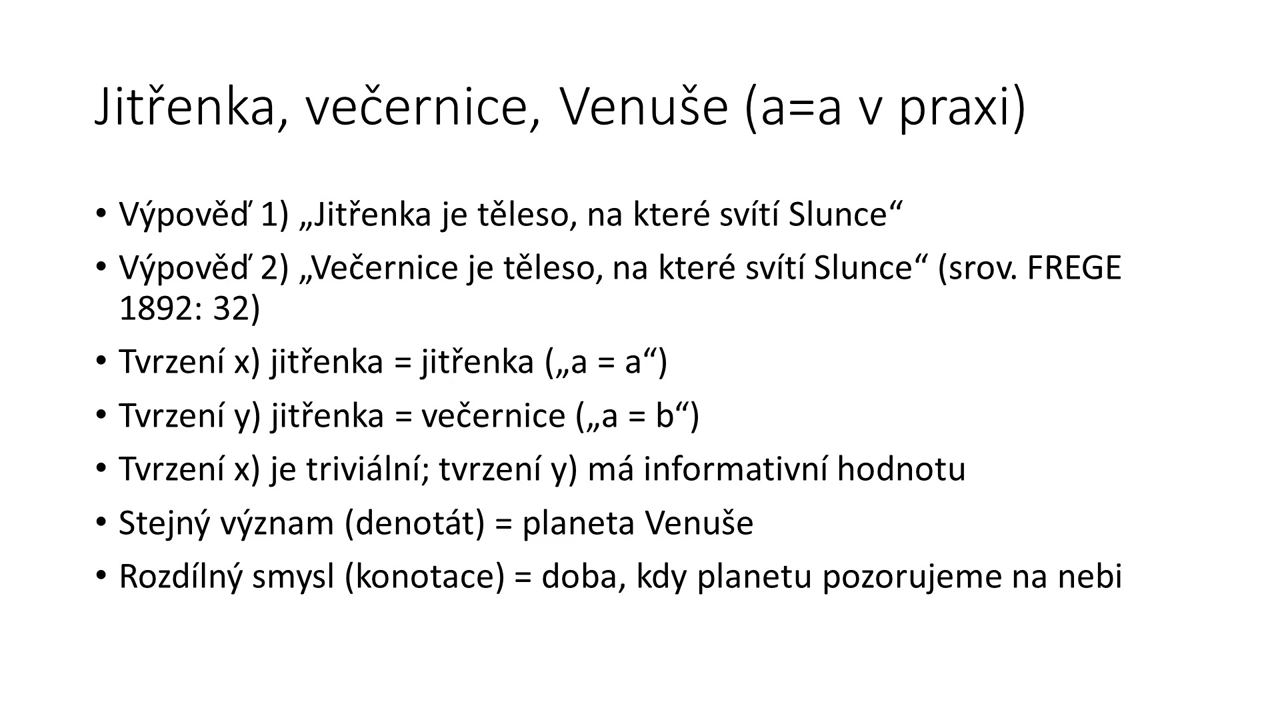 Jitřenka, večernice, Venuše (a=a v praxi)
• Výpověď 1) „Jitřenka je těleso, na které svítí Slunce“
• Výpověď 2) „Večernice je těleso, na které svítí Slunce“ (srov. FREGE
1892: 32)
• Tvrzení x) jitřenka = jitřenka („a = a“)
• Tvrzení y) jitřenka = večernice („a = b“)
• Tvrzení x) je triviální; tvrzení y) má informativní hodnotu
• Stejný význam (denotát) = planeta Venuše
• Rozdílný smysl (konotace) = doba, kdy planetu pozorujeme na nebi